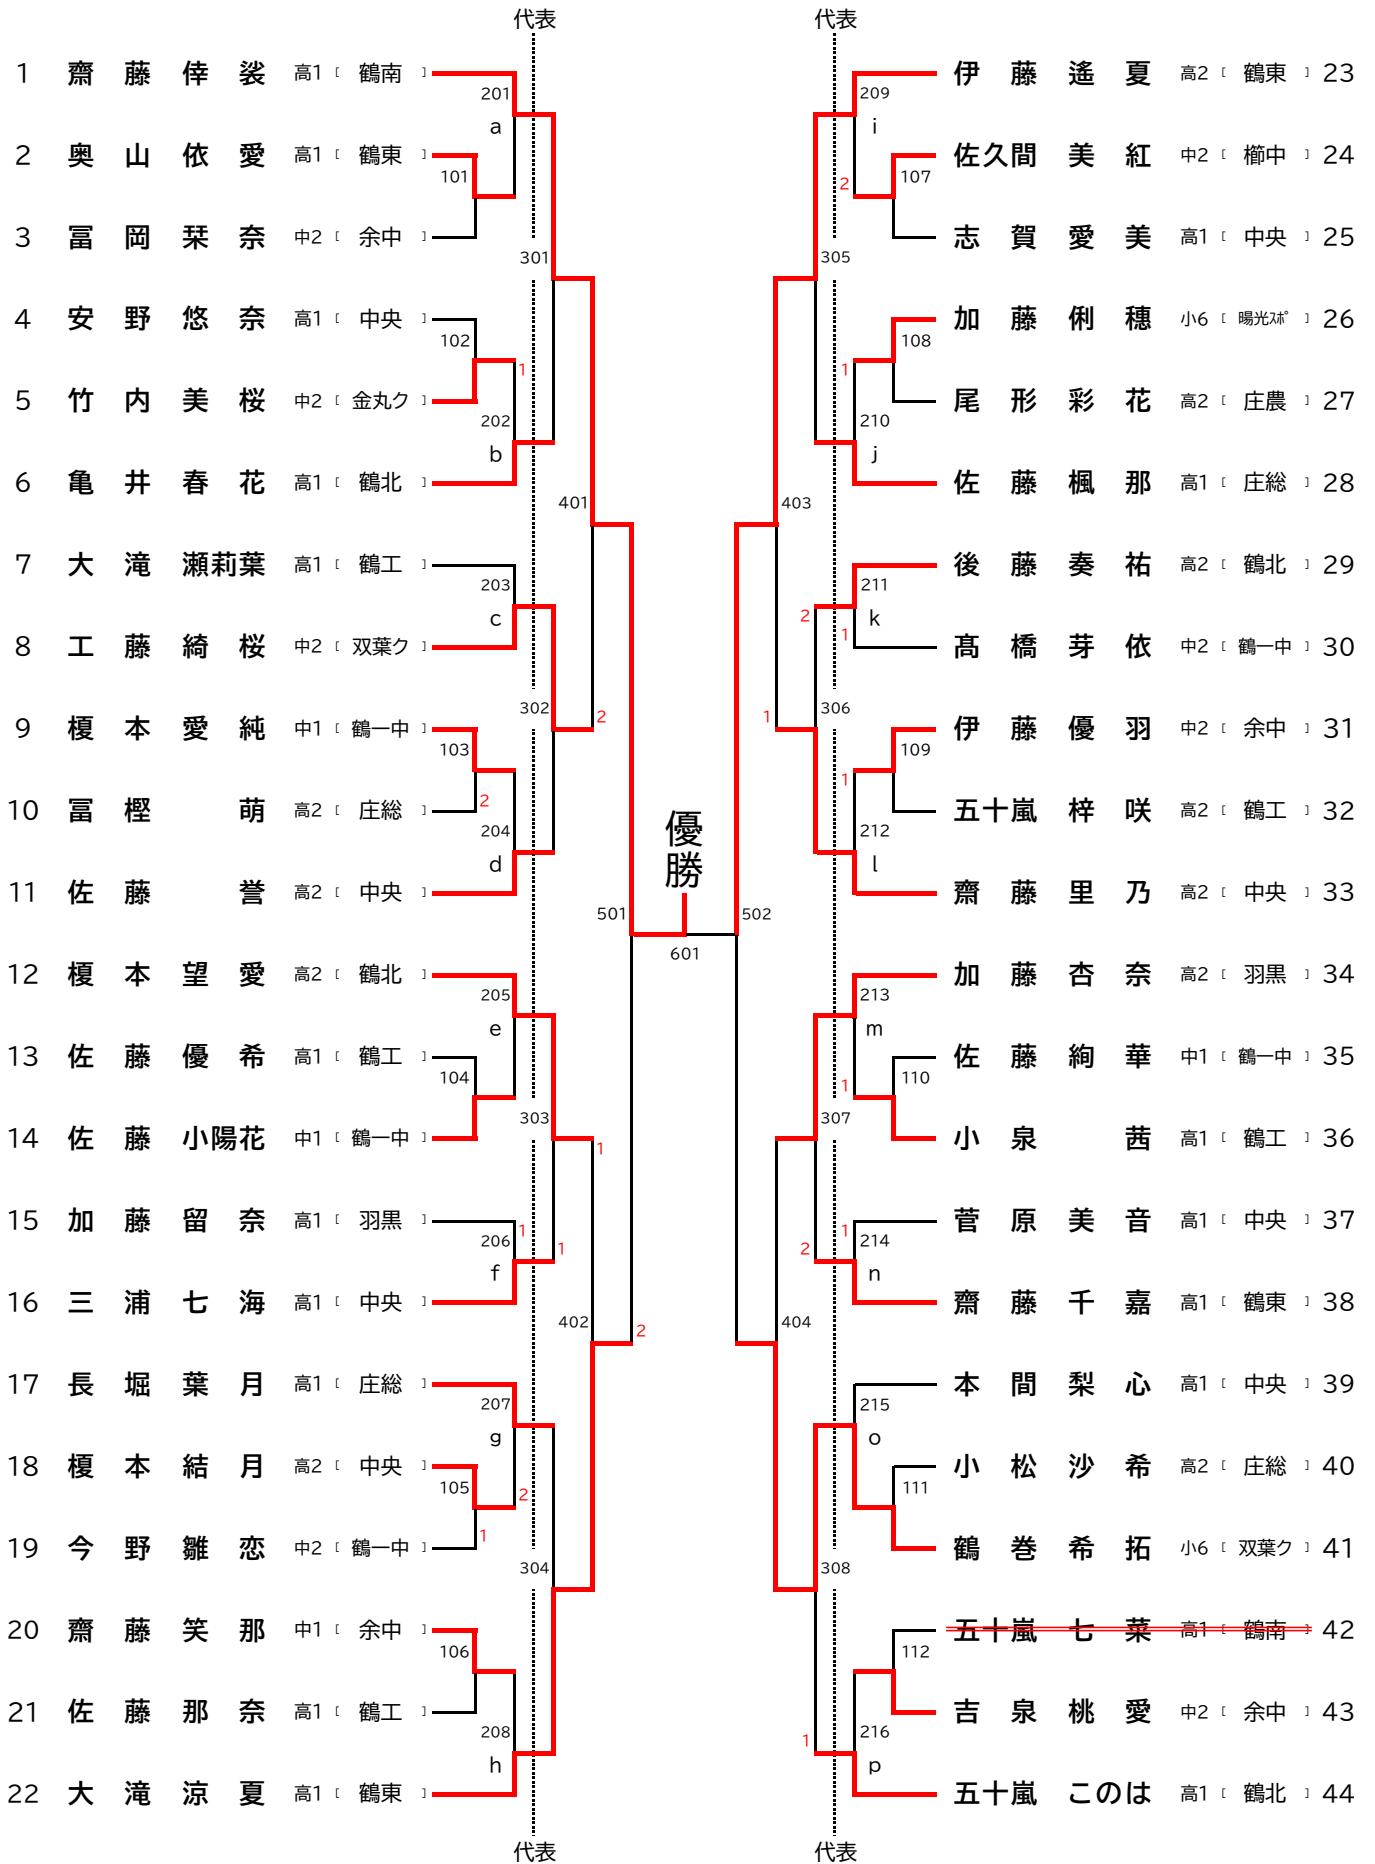 代表 代表
1 齋藤倖裟 高1 [ 鶴南 ] 伊藤遙夏 高2 [ 鶴東 ] 23
201 209
a i
2 奥山依愛 高1 [ 鶴東 ] 佐久間美紅 中2 [ 櫛中 ] 24
101 2 107
3 冨岡栞奈 中2 [ 余中 ] 志賀愛美 高1 [ 中央 ] 25
301 305
4 安野悠奈 高1 [ 中央 ] 加藤俐穂 小6 [ 暘光ｽﾎﾟ ] 26
102 108
1 1
5 竹内美桜 中2 [ 金丸ク ] 尾形彩花 高2 [ 庄農 ] 27
202 210
b j
6 亀井春花 高1 [ 鶴北 ] 佐藤楓那 高1 [ 庄総 ] 28
401 403
7 大滝瀬莉葉 高1 [ 鶴工 ] 後藤奏祐 高2 [ 鶴北 ] 29
203 211
c 2 k
1
8 工藤綺桜 中2 [ 双葉ク ] 髙橋芽依 中2 [ 鶴一中 ] 30
302 2 1 306
9 榎本愛純 中1 [ 鶴一中 ] 伊藤優羽 中2 [ 余中 ] 31
103 109
1
10 冨樫萌 高2 [ 庄総 ] 五十嵐梓咲 高2 [ 鶴工 ] 32
2
204 212
優勝
d l
11 佐藤誉 高2 [ 中央 ] 齋藤里乃 高2 [ 中央 ] 33
501 502
601
12 榎本望愛 高2 [ 鶴北 ] 加藤杏奈 高2 [ 羽黒 ] 34
205 213
e m
13 佐藤優希 高1 [ 鶴工 ] 佐藤絢華 中1 [ 鶴一中 ] 35
104 1 110
303 307
14 佐藤小陽花 中1 [ 鶴一中 ] 小泉茜 高1 [ 鶴工 ] 36
1
15 加藤留奈 高1 [ 羽黒 ] 菅原美音 高1 [ 中央 ] 37
1 1
206 1 2 214
f n
16 三浦七海 高1 [ 中央 ] 齋藤千嘉 高1 [ 鶴東 ] 38
402 2 404
17 長堀葉月 高1 [ 庄総 ] 本間梨心 高1 [ 中央 ] 39
207 215
g o
18 榎本結月 高2 [ 中央 ] 小松沙希 高2 [ 庄総 ] 40
105 2 111
1
19 今野雛恋 中2 [ 鶴一中 ] 鶴巻希拓 小6 [ 双葉ク ] 41
304 308
20 齋藤笑那 中1 [ 余中 ] 五十嵐七菜 高1 [ 鶴南 ] 42
106 112
21 佐藤那奈 高1 [ 鶴工 ] 吉泉桃愛 中2 [ 余中 ] 43
208 1 216
h p
22 大滝涼夏 高1 [ 鶴東 ] 五十嵐このは 高1 [ 鶴北 ] 44
代表 代表